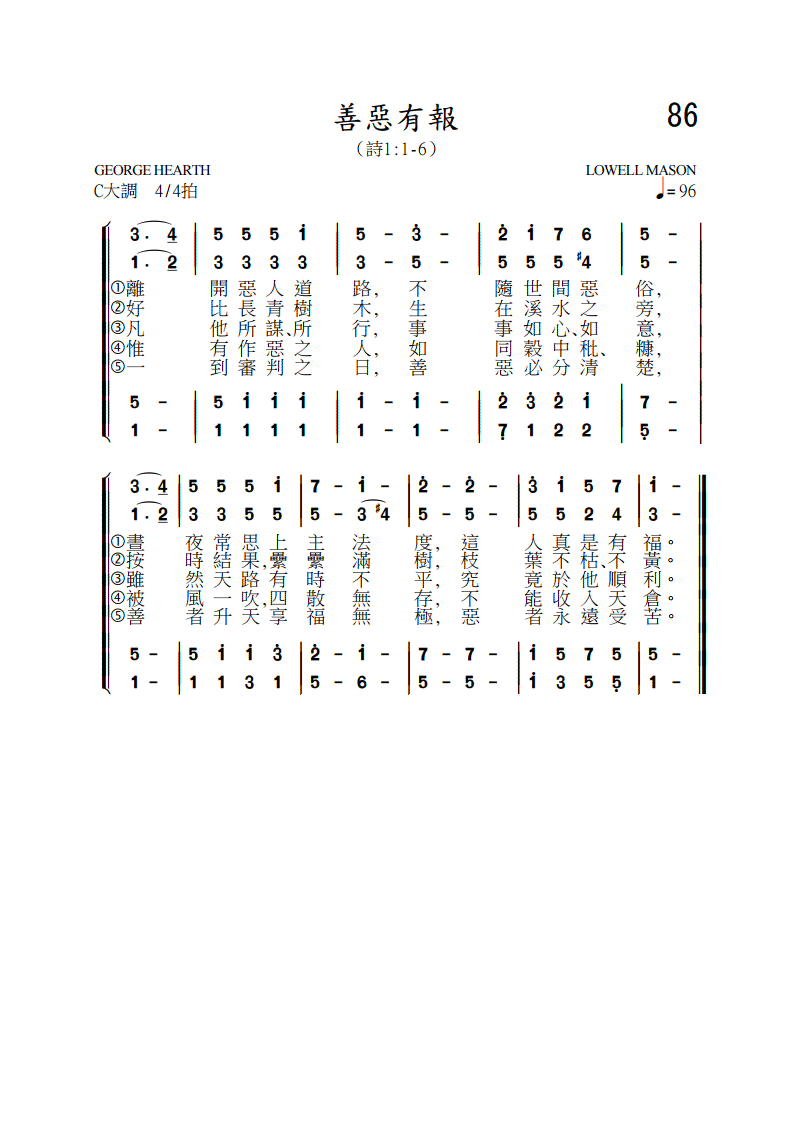 善惡有報
86
（詩1:1-6）
GEORGE HEARTH
LOWELL MASON
C大調 4/4拍
♩=96
3· 4 | 5 5 5 i | 5 - 3̇ - | 2̇ i 7 6 | 5 - |
1· 2 | 3 3 3 3 | 3 - 5 - | 5 5 5 #4 | 5 - |
①離 開惡人道 路,不 隨世間惡 俗,
②好 比長青樹 木,生 在溪水之 旁,
③凡 他所謀、所 行,事 事如心、如 意,
④惟 有作惡之 人,如 同穀中秕、 糠,
⑤一 到審判之 日,善 惡必分清 楚,
5 - | 5 i i i | i - i - | 2̇ 3̇ 2̇ i | 7 - |
1 - | 1 1 1 1 | 1 - 1 - | 7̣ 1 2 2 | 5̣ - |
3· 4 | 5 5 5 i | 7 - i - | 2̇ - 2̇ - | 3̇ i 5 7 | i - |
1· 2 | 3 3 5 5 | 5 - 3 #4 | 5 - 5 - | 5 5 2 4 | 3 - |
①晝 夜常思上 主法 度,這 人真是有 福。
②按 時結果,纍 纍滿 樹,枝 葉不枯、不 黃。
③雖 然天路有 時不 平,究 竟於他順 利。
④被 風一吹,四 散無 存,不 能收入天 倉。
⑤善 者升天享 福無 極,惡 者永遠受 苦。
5 - | 5 i i 3̇ | 2̇ - i - | 7 - 7 - | i 5 7 5 | 5 - |
1 - | 1 1 3 1 | 5 - 6 - | 5 - 5 - | i 3 5 5̣ | 1 - |